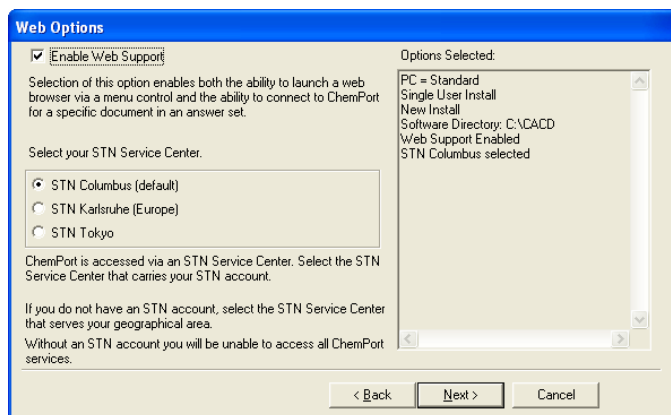 Web Options
Enable Web Support
Selection of this option enables both the ability to launch a web
browser via a menu control and the ability to connect to ChemPort
for a specific document in an answer set.
Select your STN Service Center.
STN Columbus (default)
STN Karlsruhe (Europe)
STN Tokyo
ChemPort is accessed via an STN Service Center. Select the STN
Service Center that carries your STN account.
If you do not have an STN account, select the STN Service Center
that serves your geographical area.
Without an STN account you will be unable to access all ChemPort
services.
Options Selected:
PC = Standard
Single User Install
New Install
Software Directory: C:\CACD
Web Support Enabled
STN Columbus selected
< Back
Next >
Cancel